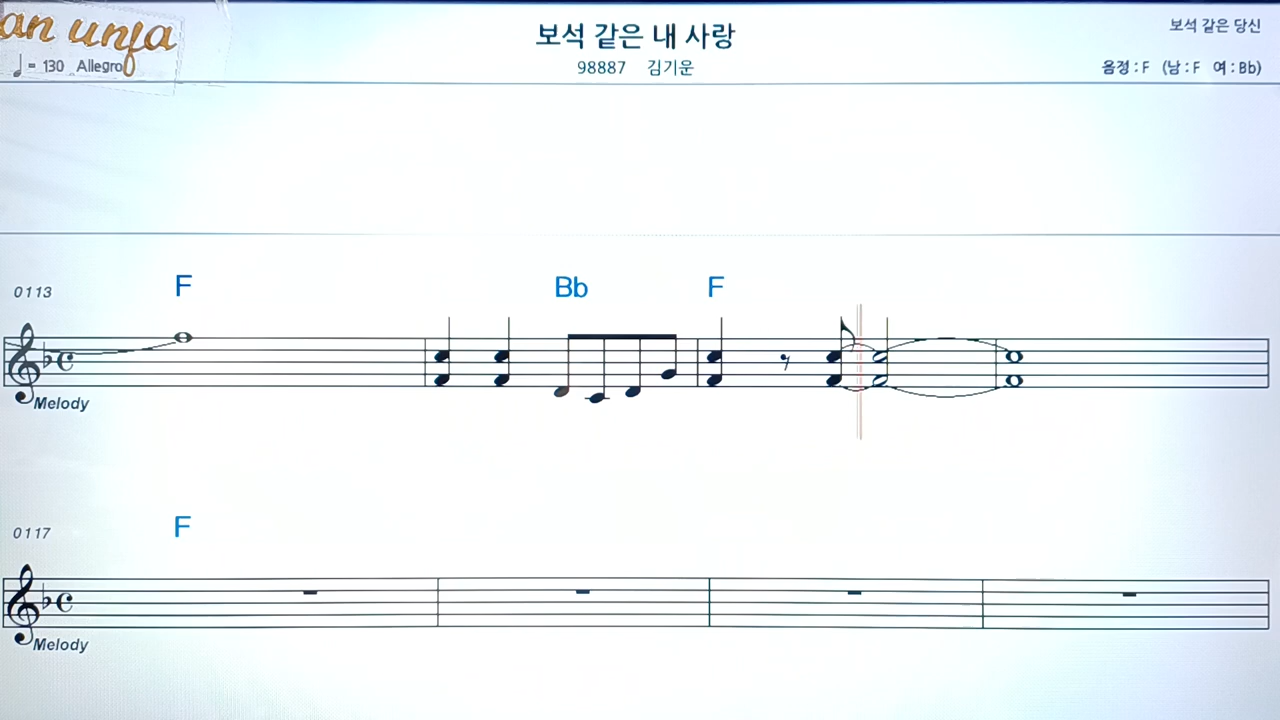 an unfa
보석 같은 내 사랑
보석 같은 당신
♩= 130 Allegro
98887 김기운
음정 : F (남 : F 여 : Bb)
0113 F Bb F
Melody
0117 F
Melody